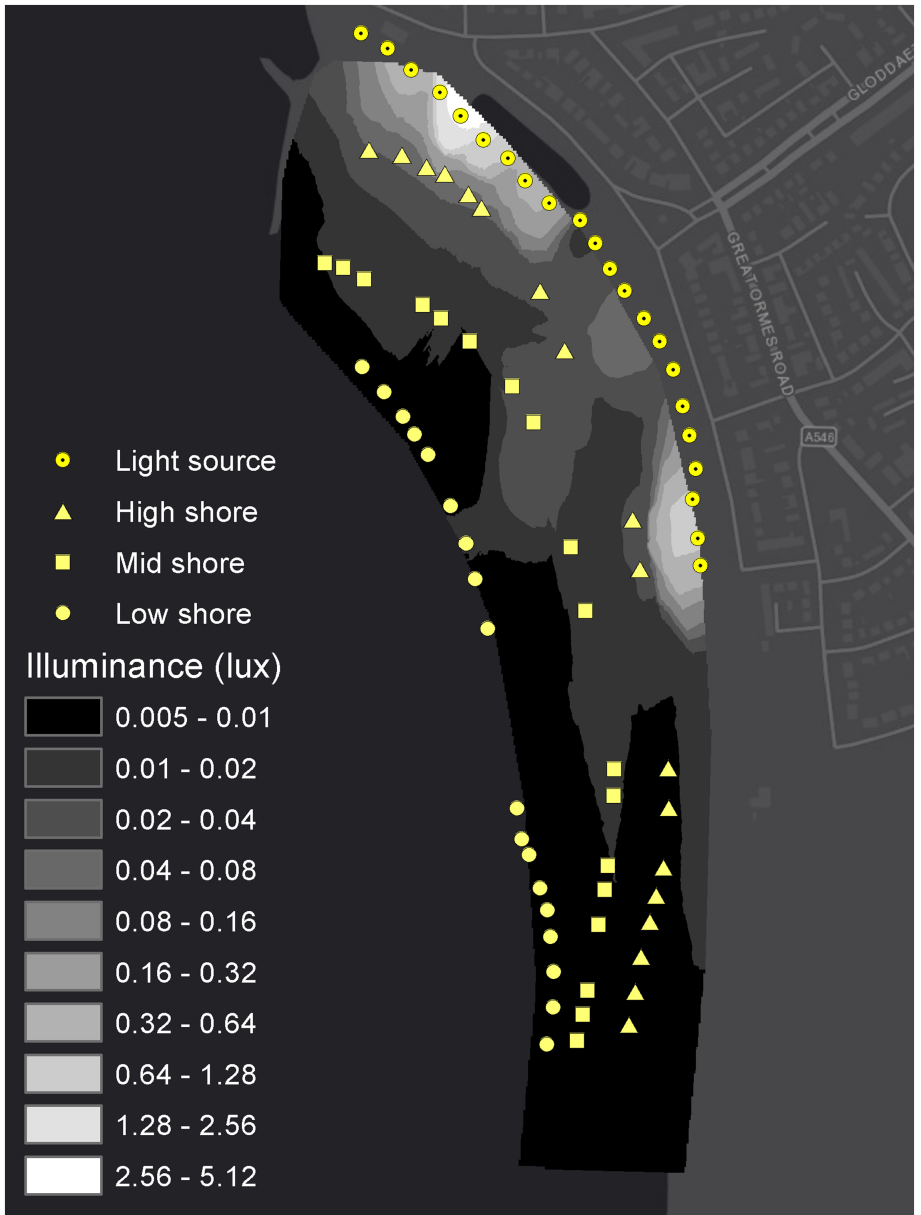 GLODDAE
GREAT ORMES ROAD
A546
Light source
High shore
Mid shore
Low shore
Illuminance (lux)
0.005 - 0.01
0.01 - 0.02
0.02 - 0.04
0.04 - 0.08
0.08 - 0.16
0.16 - 0.32
0.32 - 0.64
0.64 - 1.28
1.28 - 2.56
2.56 - 5.12